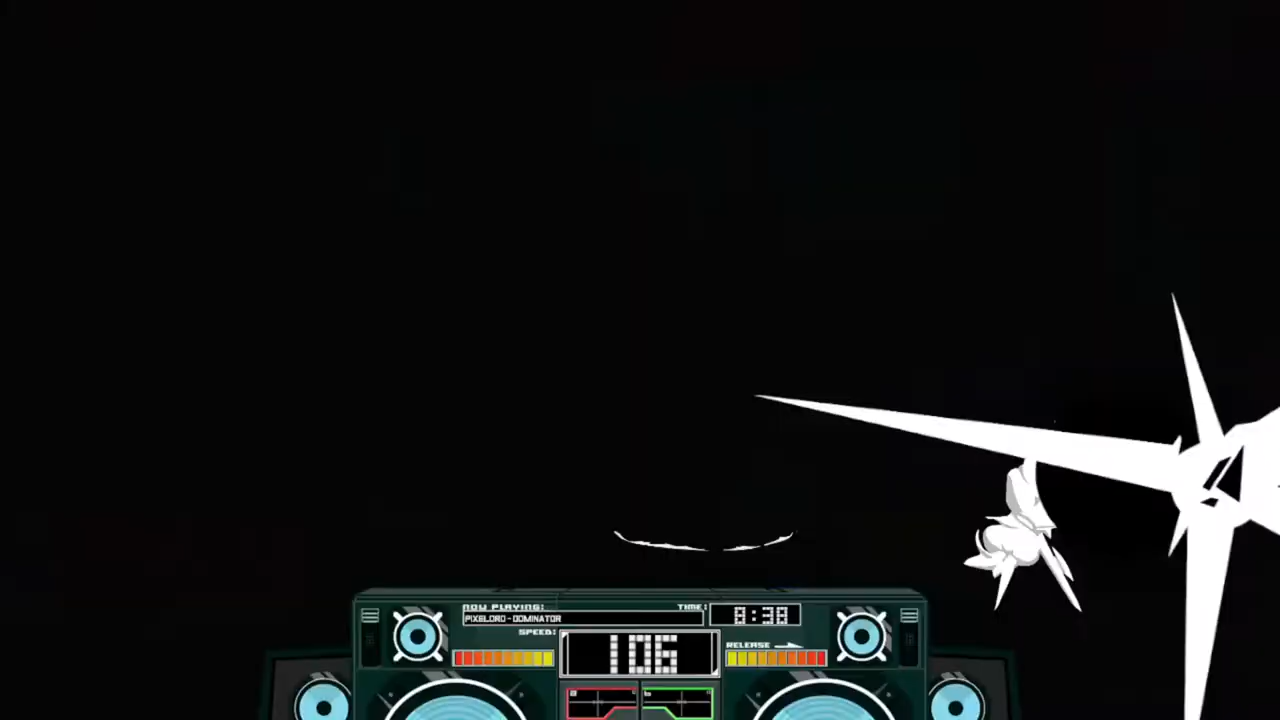 NOW PLAYING:
TIME:
8:38
PIXELORD - DOMINATOR
SPEED:
106
RELEASE